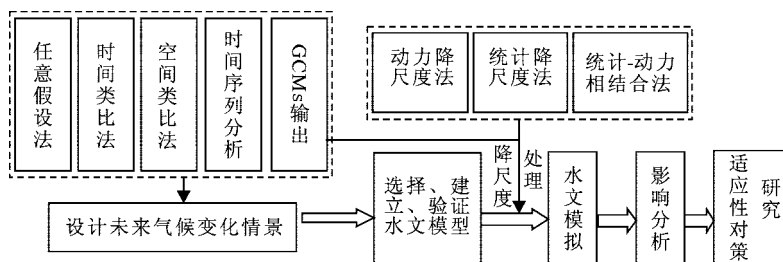 任意假设法
时间类比法
空间类比法
时间序列分析
GCMs输出
动力降
尺度法
统计降
尺度法
统计-动力
相结合法
设计未来气候变化情景
选择、建
立、验证
水文模型
降尺度
处理
水文模拟
影响分析
适应性对策
研究